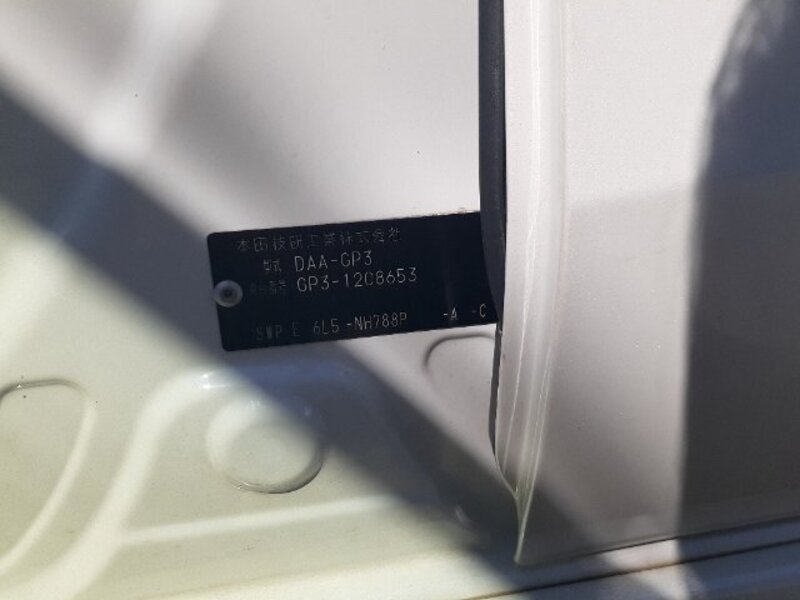 本田技研工業株式会社
型式 DAA-GP3
車台番号 GP3-1208653
SWP E 6L5 -NH788P -A -C